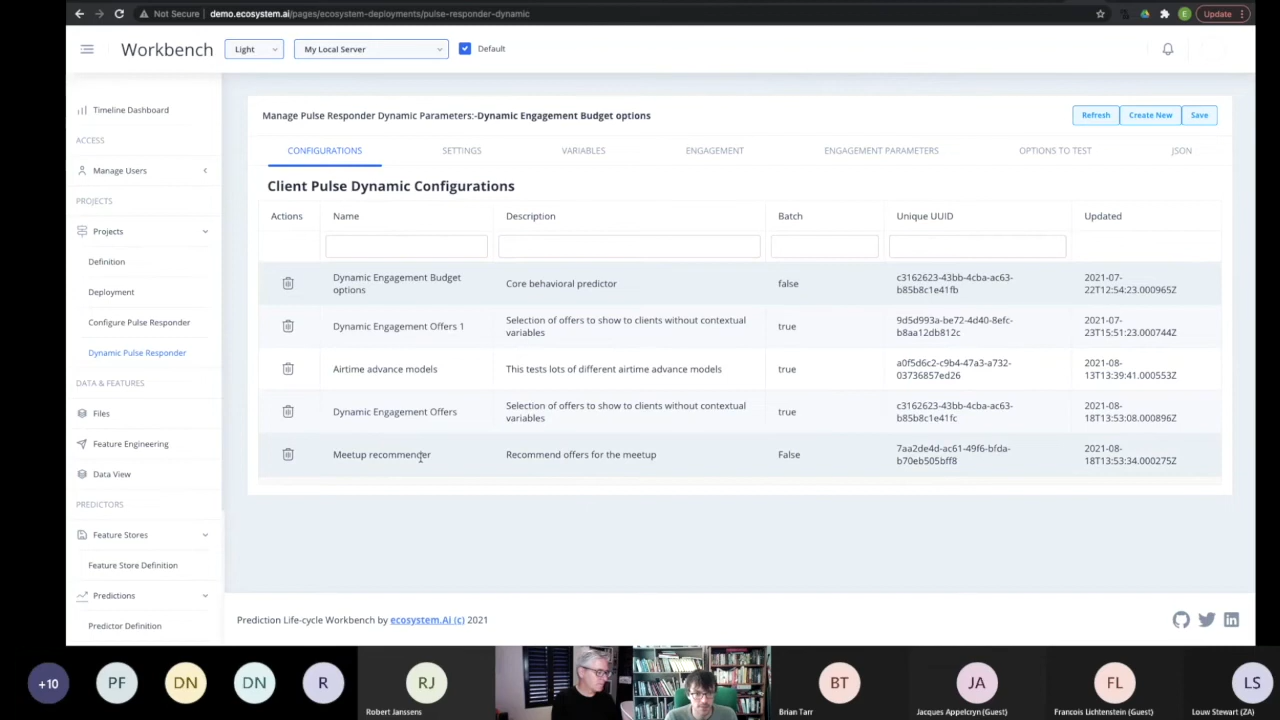 Not Secure | demo.ecosystem.ai/pages/ecosystem-deployments/pulse-responder-dynamic
E
Update
Workbench
Light
My Local Server
Default
Timeline Dashboard
ACCESS
Manage Users
PROJECTS
Projects
Definition
Deployment
Configure Pulse Responder
Dynamic Pulse Responder
DATA & FEATURES
Files
Feature Engineering
Data View
PREDICTORS
Feature Stores
Feature Store Definition
Predictions
Predictor Definition
Manage Pulse Responder Dynamic Parameters:-Dynamic Engagement Budget options
Refresh
Create New
Save
CONFIGURATIONS
SETTINGS
VARIABLES
ENGAGEMENT
ENGAGEMENT PARAMETERS
OPTIONS TO TEST
JSON
Client Pulse Dynamic Configurations
Actions Name Description Batch Unique UUID Updated
Dynamic Engagement Budget
options
Core behavioral predictor
false
c3162623-43bb-4cba-ac63-
b85b8c1e41fb
2021-07-
22T12:54:23.000965Z
Dynamic Engagement Offers 1
Selection of offers to show to clients without contextual
variables
true
9d5d993a-be72-4d40-8efc-
b8aa12db812c
2021-07-
23T15:51:23.000744Z
Airtime advance models
This tests lots of different airtime advance models
true
a0f5d6c2-c9b4-47a3-a732-
03736857ed26
2021-08-
13T13:39:41.000553Z
Dynamic Engagement Offers
Selection of offers to show to clients without contextual
variables
true
c3162623-43bb-4cba-ac63-
b85b8c1e41fc
2021-08-
18T13:53:08.000896Z
Meetup recommender
Recommend offers for the meetup
False
7aa2de4d-ac61-49f6-bfda-
b70eb505bff8
2021-08-
18T13:53:34.000275Z
Prediction Life-cycle Workbench by ecosystem.Ai (c) 2021
+10
PF
DN
DN
R
RJ
Robert Janssens
BT
Brian Tarr
JA
Jacques Appelcryn (Guest)
FL
Francois Lichtenstein (Guest)
LS
Louw Stewart (ZA)